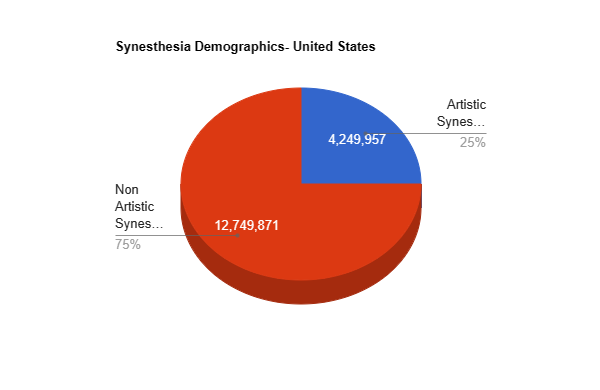 Synesthesia Demographics- United States
Artistic
Synes…
25%
4,249,957
Non
Artistic
Synes…
75%
12,749,871